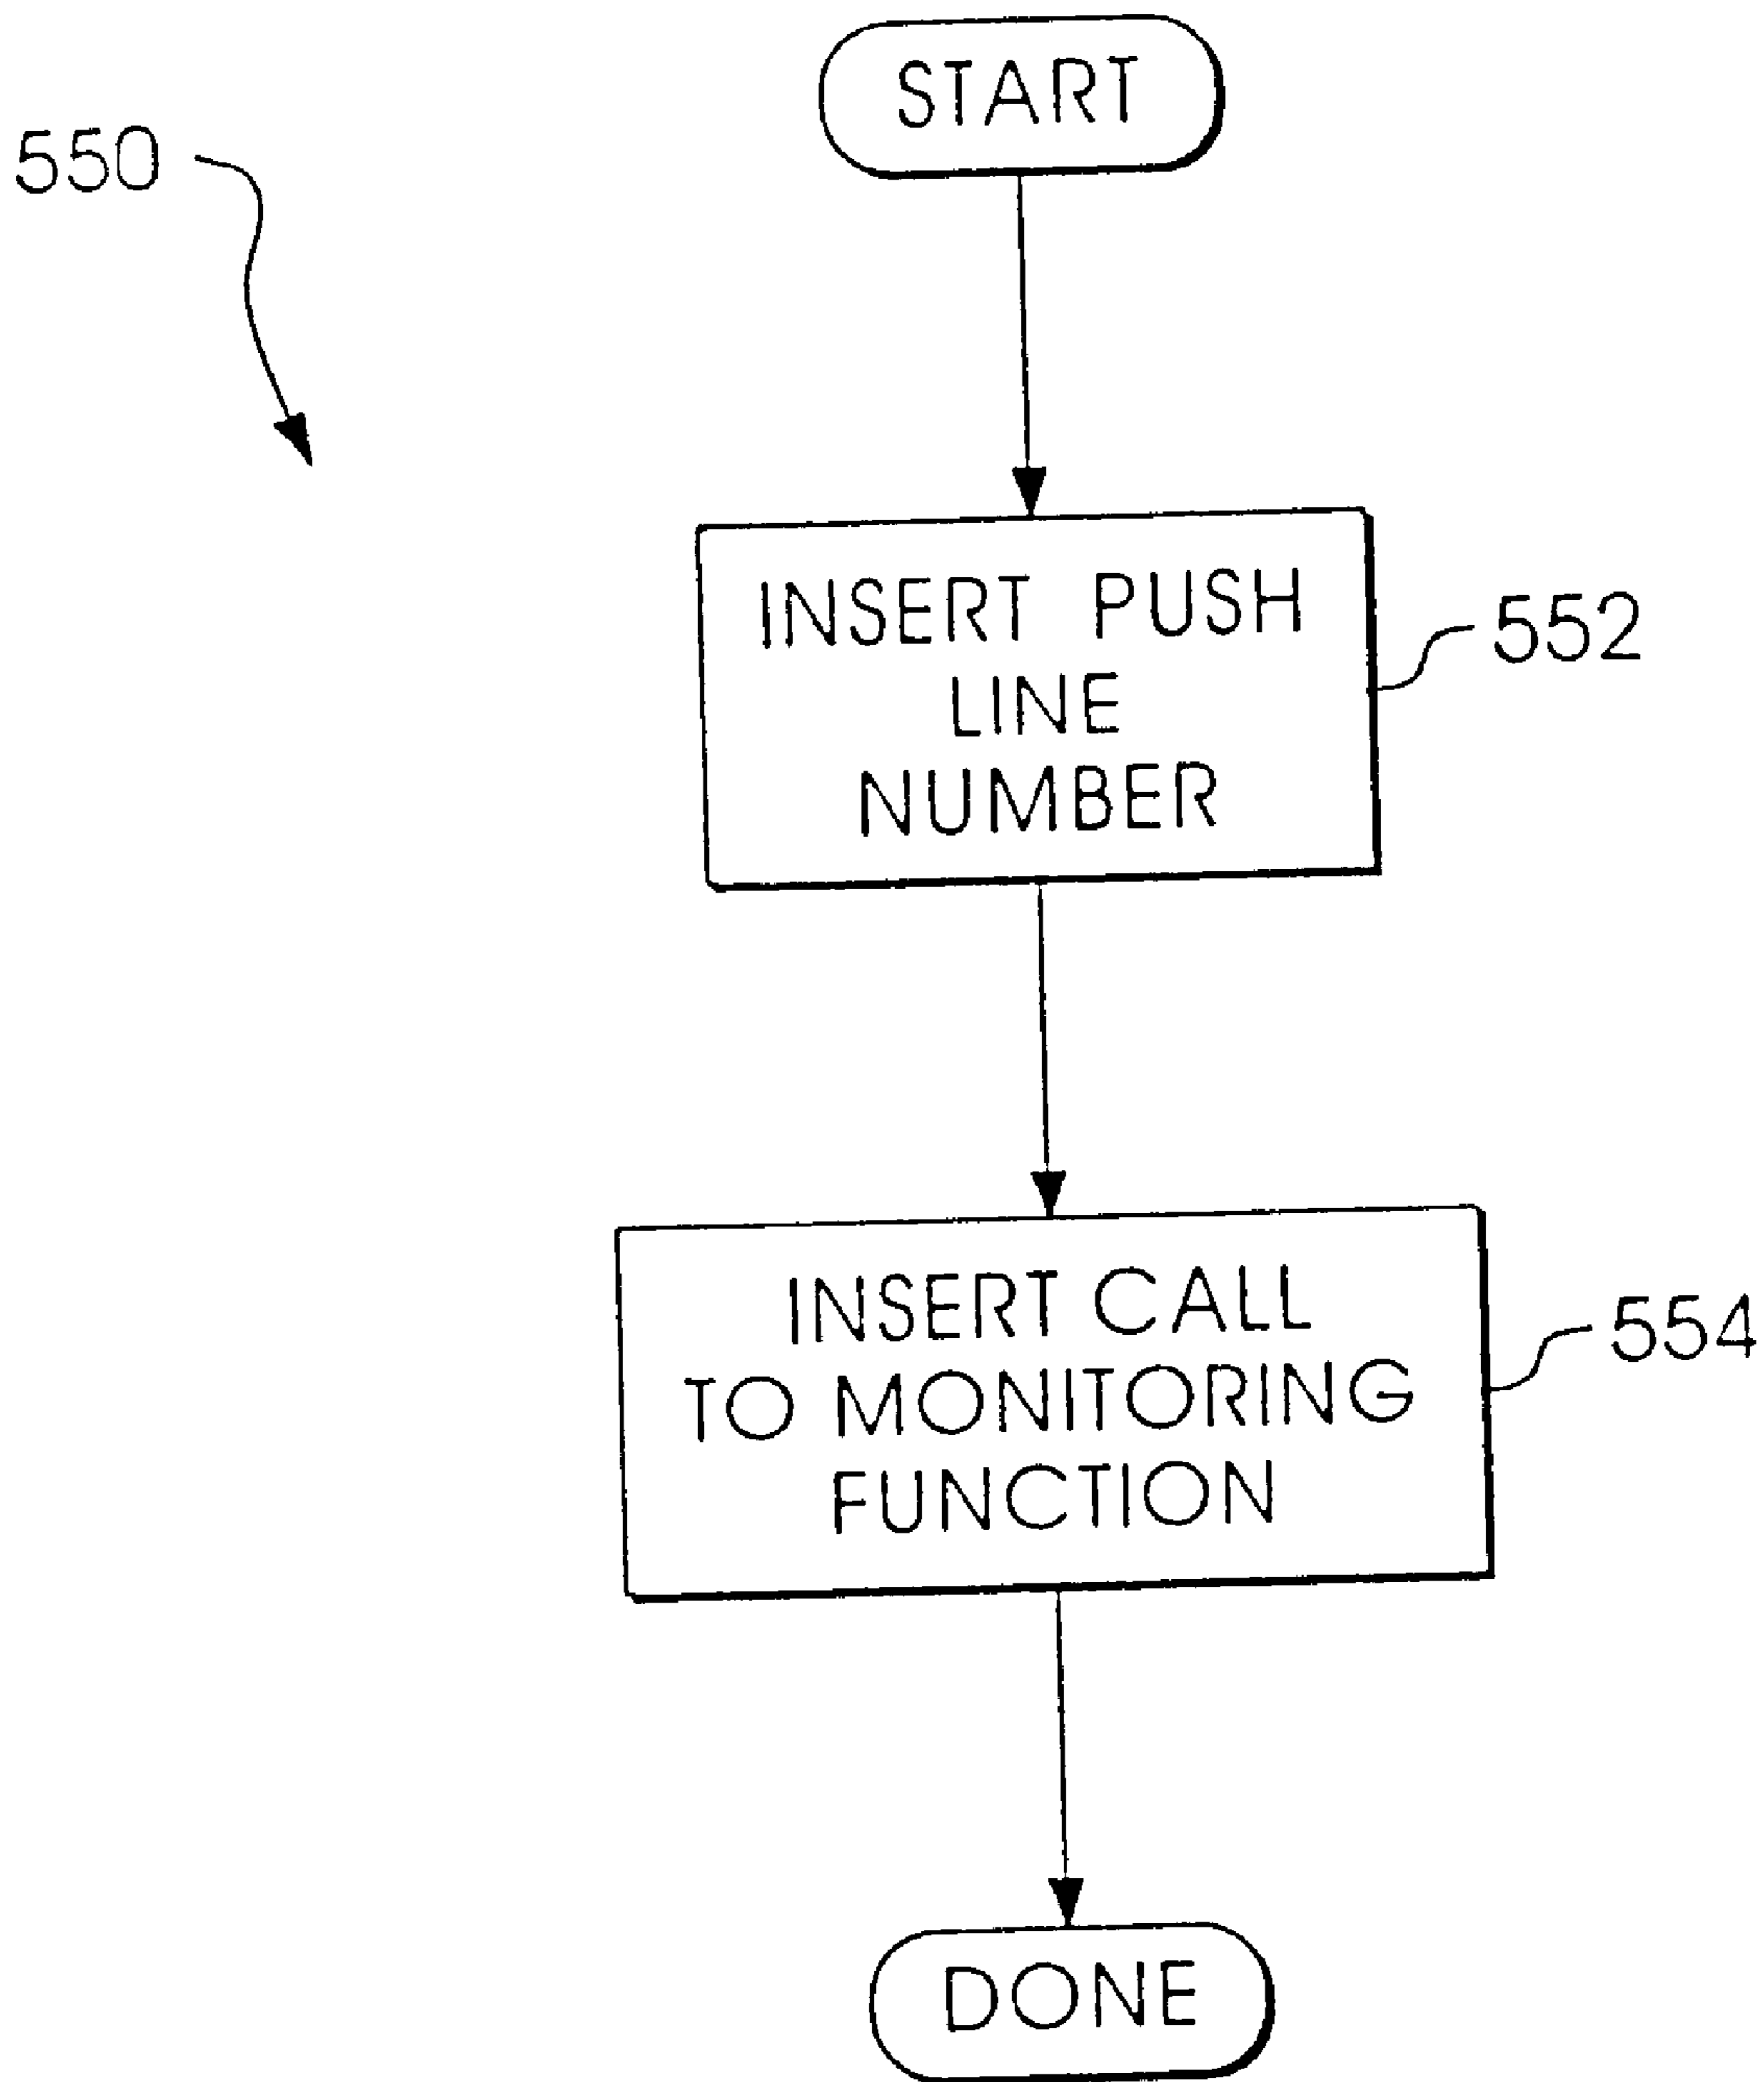 START
550
INSERT PUSH
LINE
NUMBER
552
INSERT CALL
TO MONITORING
FUNCTION
554
DONE